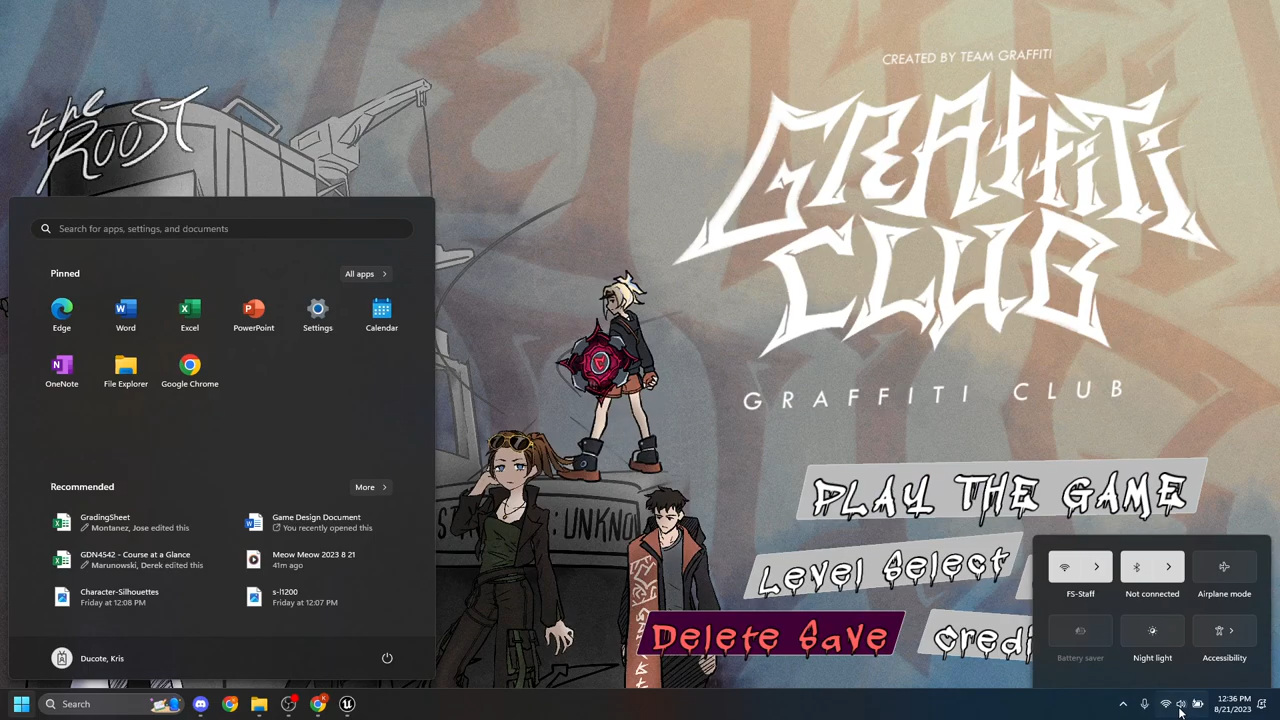 CREATED BY TEAM GRAFFITI
the
ROOST
GRAFFITI
CLUB
GRAFFITI CLUB
Search for apps, settings, and documents
Pinned
All apps
Edge
Word
Excel
PowerPoint
Settings
Calendar
OneNote
File Explorer
Google Chrome
Recommended
More
GradingSheet
Montanez, Jose edited this
Game Design Document
You recently opened this
GDN4542 - Course at a Glance
Marunowski, Derek edited this
Meow Meow 2023 8 21
41m ago
Character-Silhouettes
Friday at 12:08 PM
s-l1200
Friday at 12:07 PM
Ducote, Kris
: UNKNO
PLAY THE GAME
Level Select
Delete Save
Credi
FS-Staff
Not connected
Airplane mode
Battery saver
Night light
Accessibility
Search
12:36 PM
8/21/2023